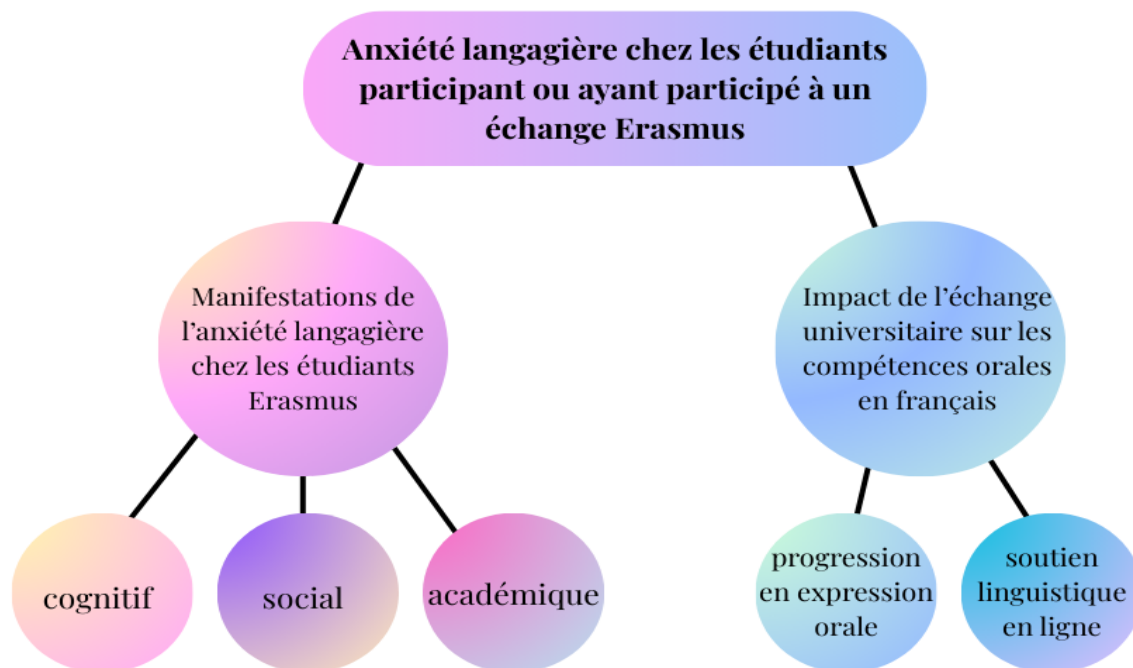 Anxiété langagière chez les étudiants
participant ou ayant participé à un
échange Erasmus
Manifestations de
l'anxiété langagière
chez les étudiants
Erasmus
Impact de l'échange
universitaire sur les
compétences orales
en français
cognitif
social
académique
progression
en expression
orale
soutien
linguistique
en ligne